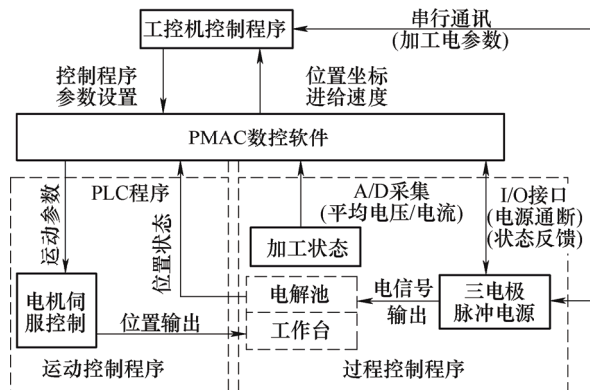 工控机控制程序
串行通讯
(加工电参数)
控制程序
参数设置
位置坐标
进给速度
PMAC数控软件
运动参数
PLC程序
位置状态
A/D采集
(平均电压/电流)
I/O接口
(电源通断)
(状态反馈)
加工状态
电机伺
服控制
位置输出
电解池
工作台
电信号
输出
三电极
脉冲电源
运动控制程序
过程控制程序